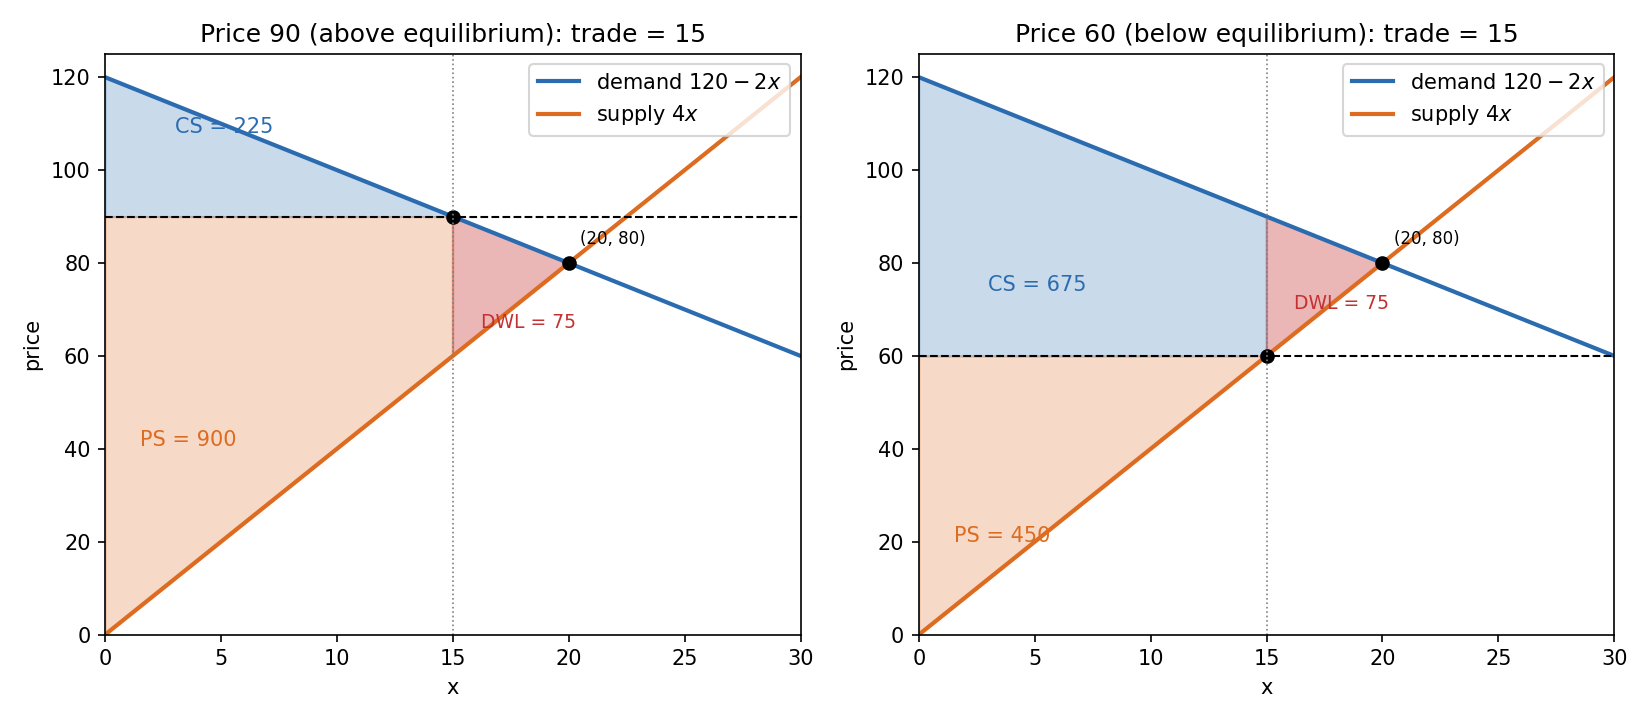 Price 90 (above equilibrium): trade = 15
120
100
80
60
40
20
0
price
demand 120 − 2x
supply 4x
CS = 225
(20, 80)
DWL = 75
PS = 900
0 5 10 15 20 25 30
x
Price 60 (below equilibrium): trade = 15
120
100
80
60
40
20
0
price
demand 120 − 2x
supply 4x
CS = 675
(20, 80)
DWL = 75
PS = 450
0 5 10 15 20 25 30
x